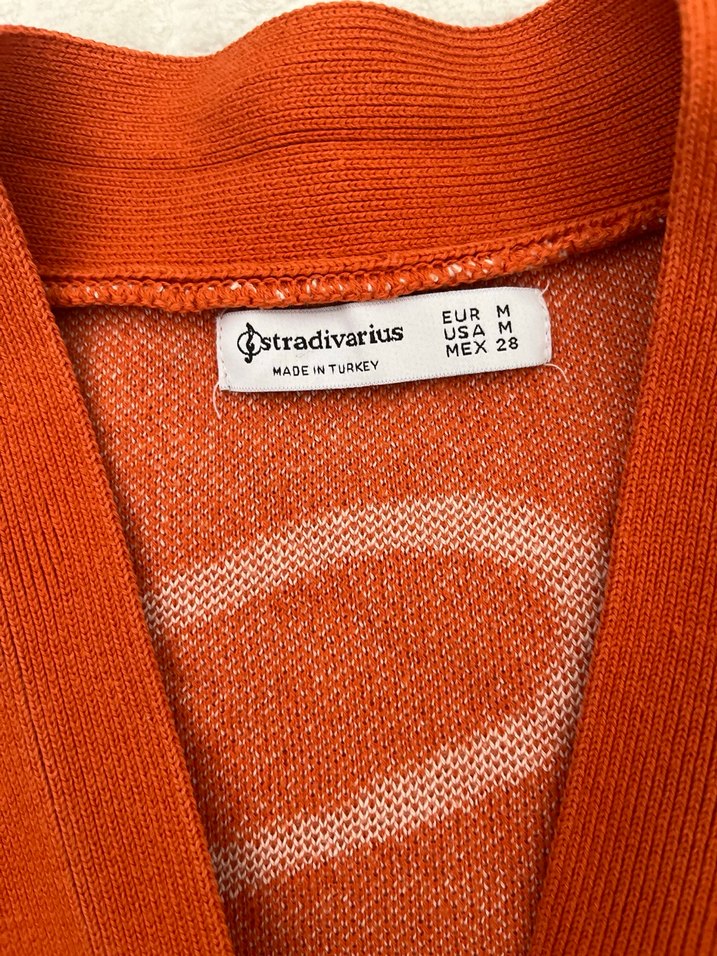 stradivarius
MADE IN TURKEY
EUR M
USA M
MEX 28